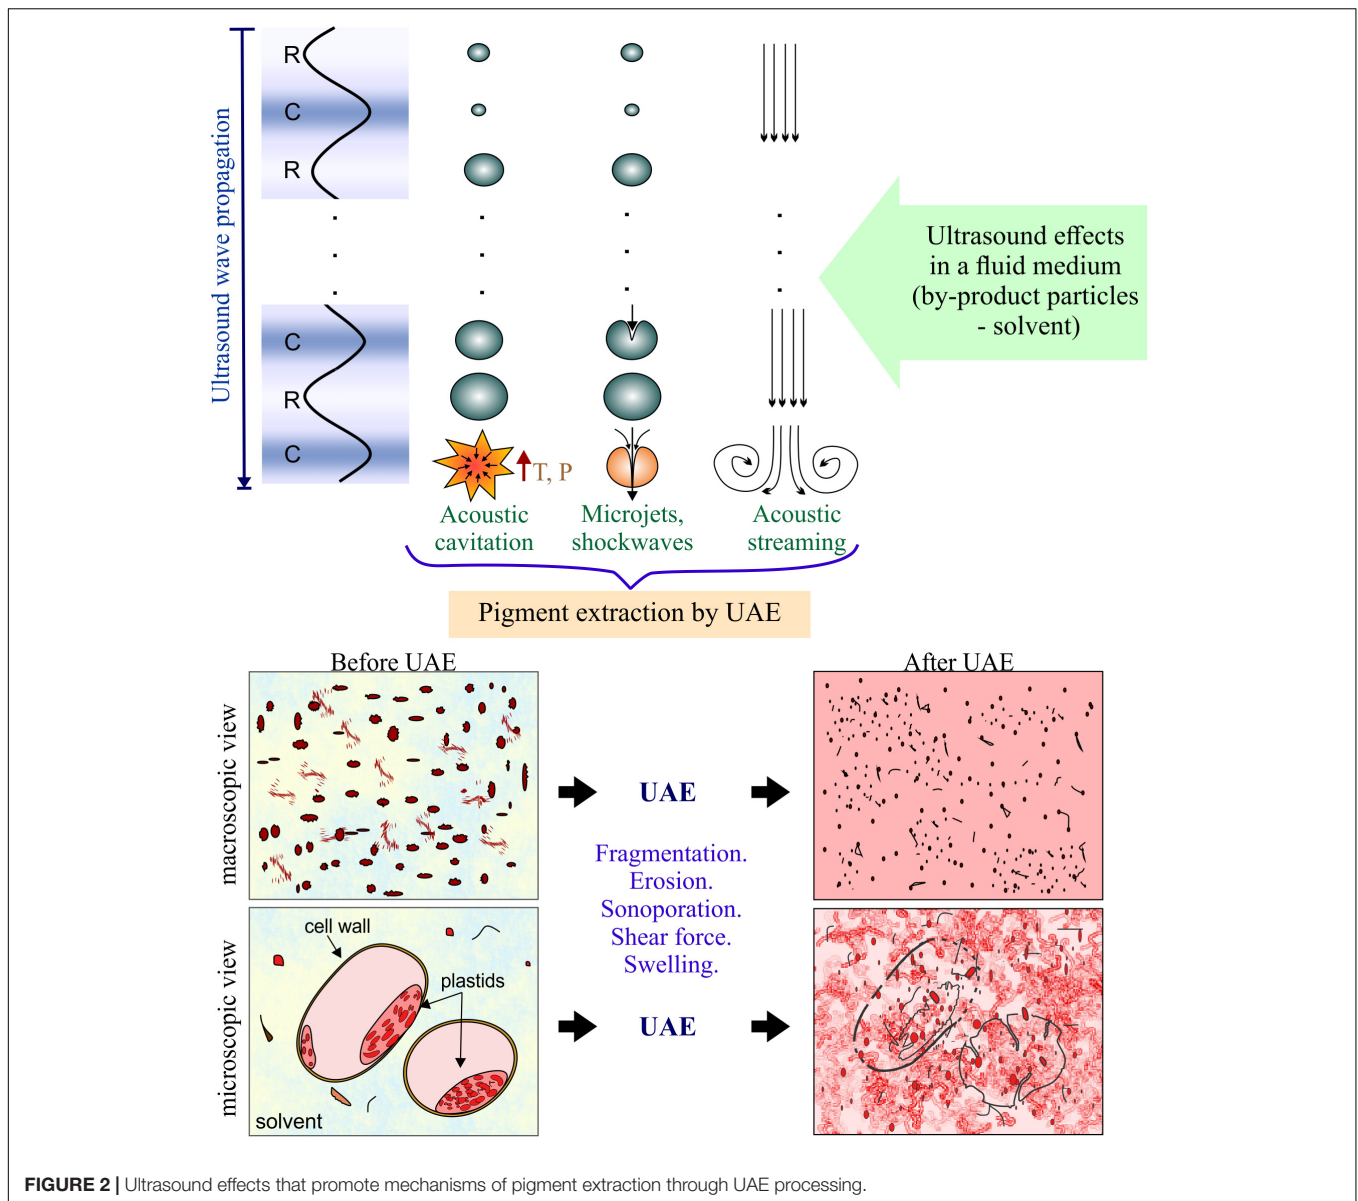 Ultrasound wave propagation
R
C
R
C
R
C
T, P
Acoustic
cavitation
Microjets,
shockwaves
Acoustic
streaming
Ultrasound effects
in a fluid medium
(by-product particles
- solvent)
Pigment extraction by UAE
Before UAE
After UAE
macroscopic view
UAE
Fragmentation.
Erosion.
Sonoporation.
Shear force.
Swelling.
microscopic view
cell wall
plastids
solvent
UAE
FIGURE 2 | Ultrasound effects that promote mechanisms of pigment extraction through UAE processing.